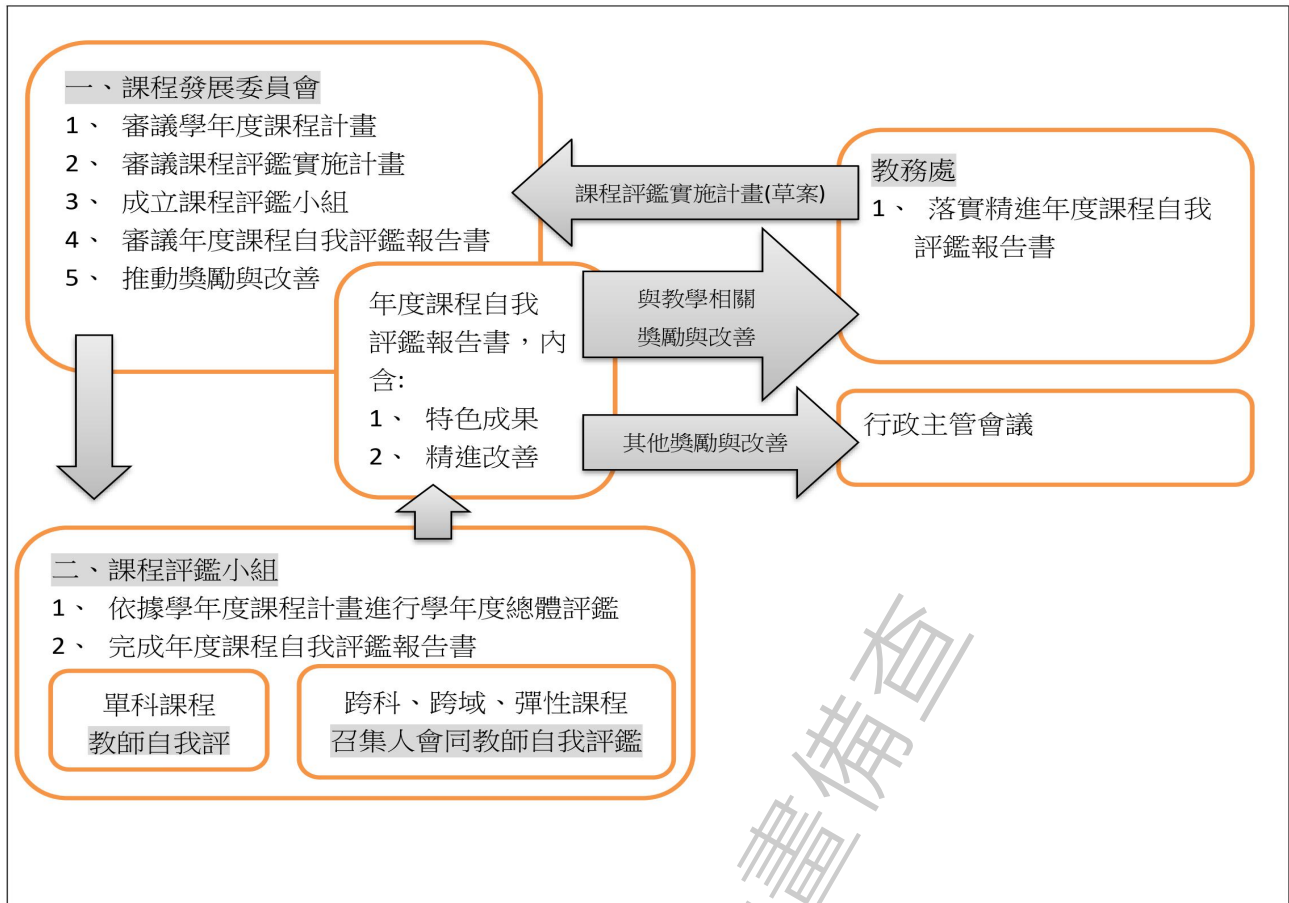 一、課程發展委員會
1、 審議學年度課程計畫
2、 審議課程評鑑實施計畫
3、 成立課程評鑑小組
4、 審議年度課程自我評鑑報告書
5、 推動獎勵與改善
課程評鑑實施計畫(草案)
教務處
1、 落實精進年度課程自我
評鑑報告書
年度課程自我
評鑑報告書，內
含:
1、 特色成果
2、 精進改善
與教學相關
獎勵與改善
其他獎勵與改善
行政主管會議
二、課程評鑑小組
1、 依據學年度課程計畫進行學年度總體評鑑
2、 完成年度課程自我評鑑報告書
單科課程
教師自我評
跨科、跨域、彈性課程
召集人會同教師自我評鑑
畫備查